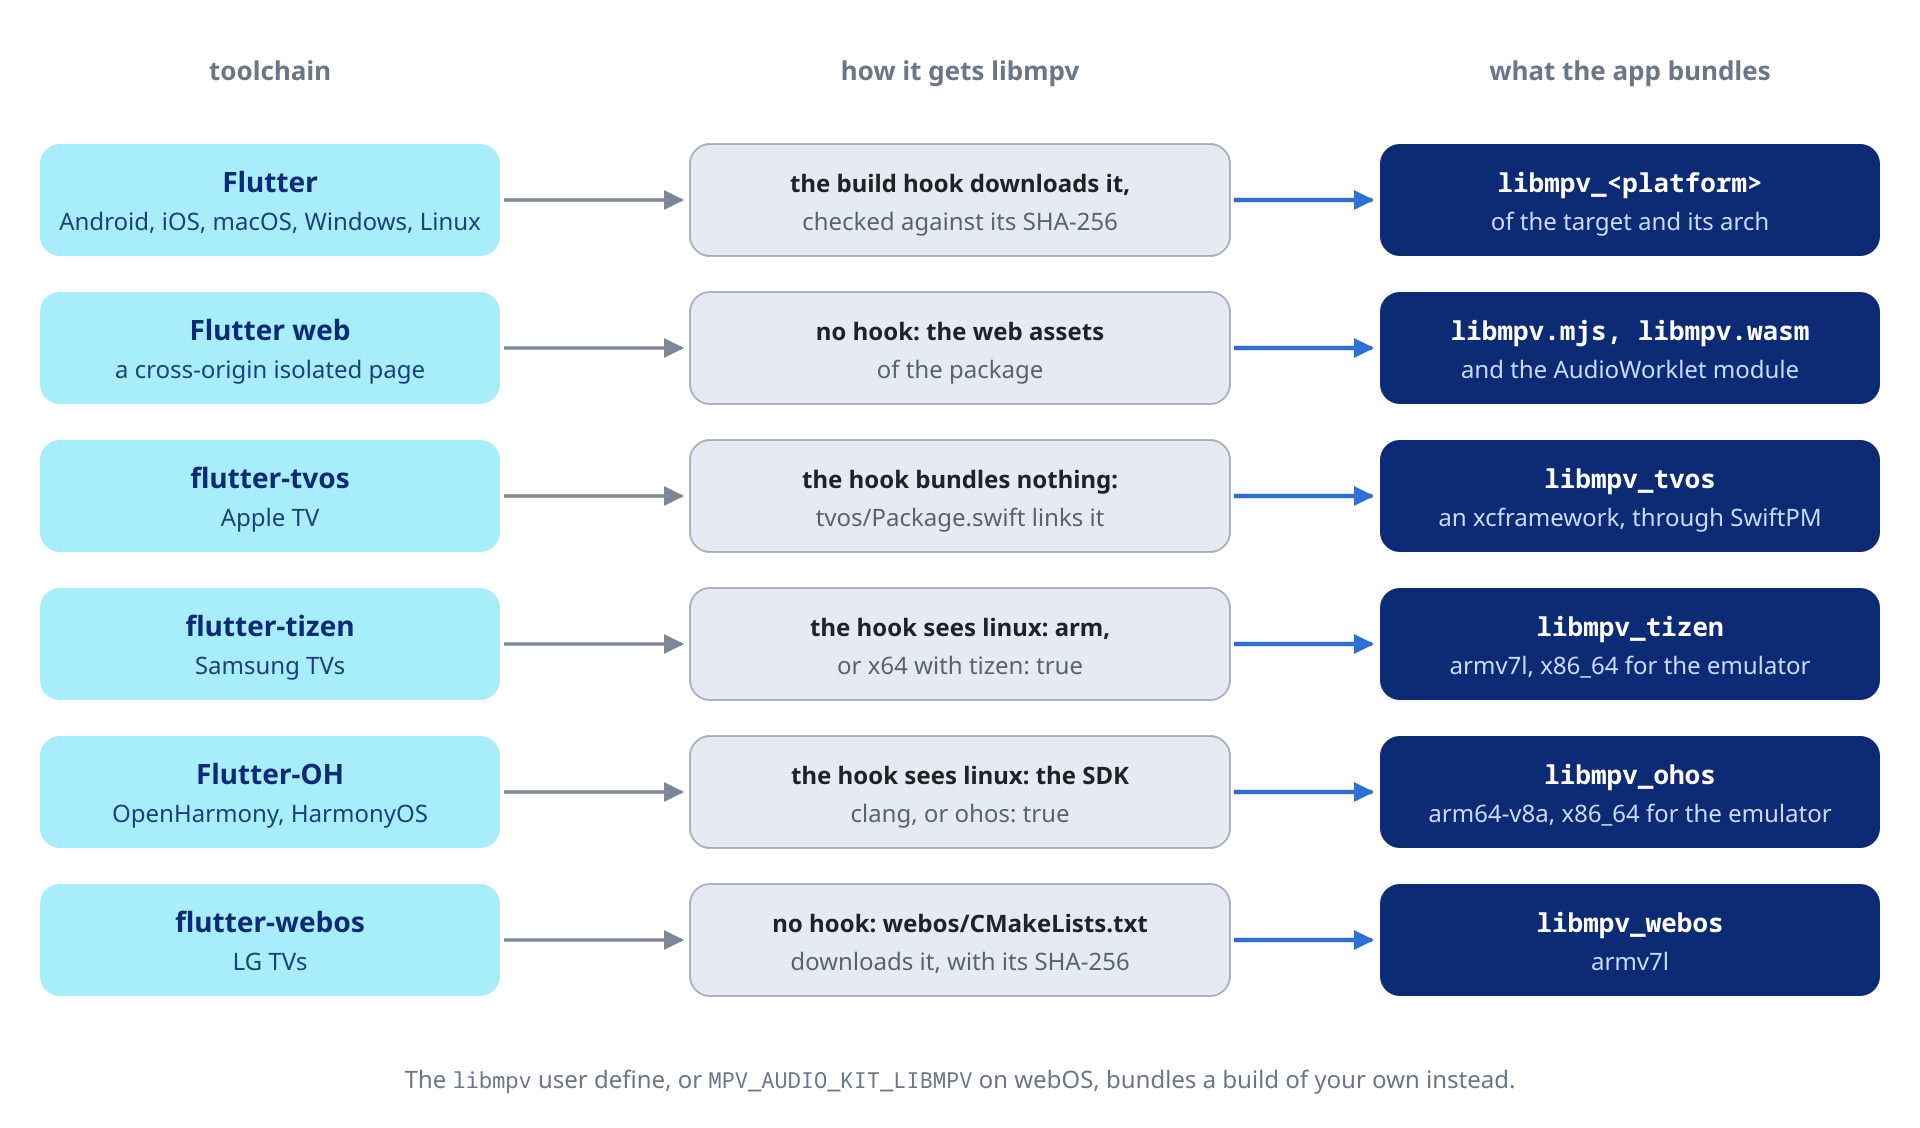 toolchain
how it gets libmpv
what the app bundles
Flutter
Android, iOS, macOS, Windows, Linux
the build hook downloads it,
checked against its SHA-256
libmpv_<platform>
of the target and its arch
Flutter web
a cross-origin isolated page
no hook: the web assets
of the package
libmpv.mjs, libmpv.wasm
and the AudioWorklet module
flutter-tvos
Apple TV
the hook bundles nothing:
tvos/Package.swift links it
libmpv_tvos
an xcframework, through SwiftPM
flutter-tizen
Samsung TVs
the hook sees linux: arm,
or x64 with tizen: true
libmpv_tizen
armv7l, x86_64 for the emulator
Flutter-OH
OpenHarmony, HarmonyOS
the hook sees linux: the SDK
clang, or ohos: true
libmpv_ohos
arm64-v8a, x86_64 for the emulator
flutter-webos
LG TVs
no hook: webos/CMakeLists.txt
downloads it, with its SHA-256
libmpv_webos
armv7l
The libmpv user define, or MPV_AUDIO_KIT_LIBMPV on webOS, bundles a build of your own instead.